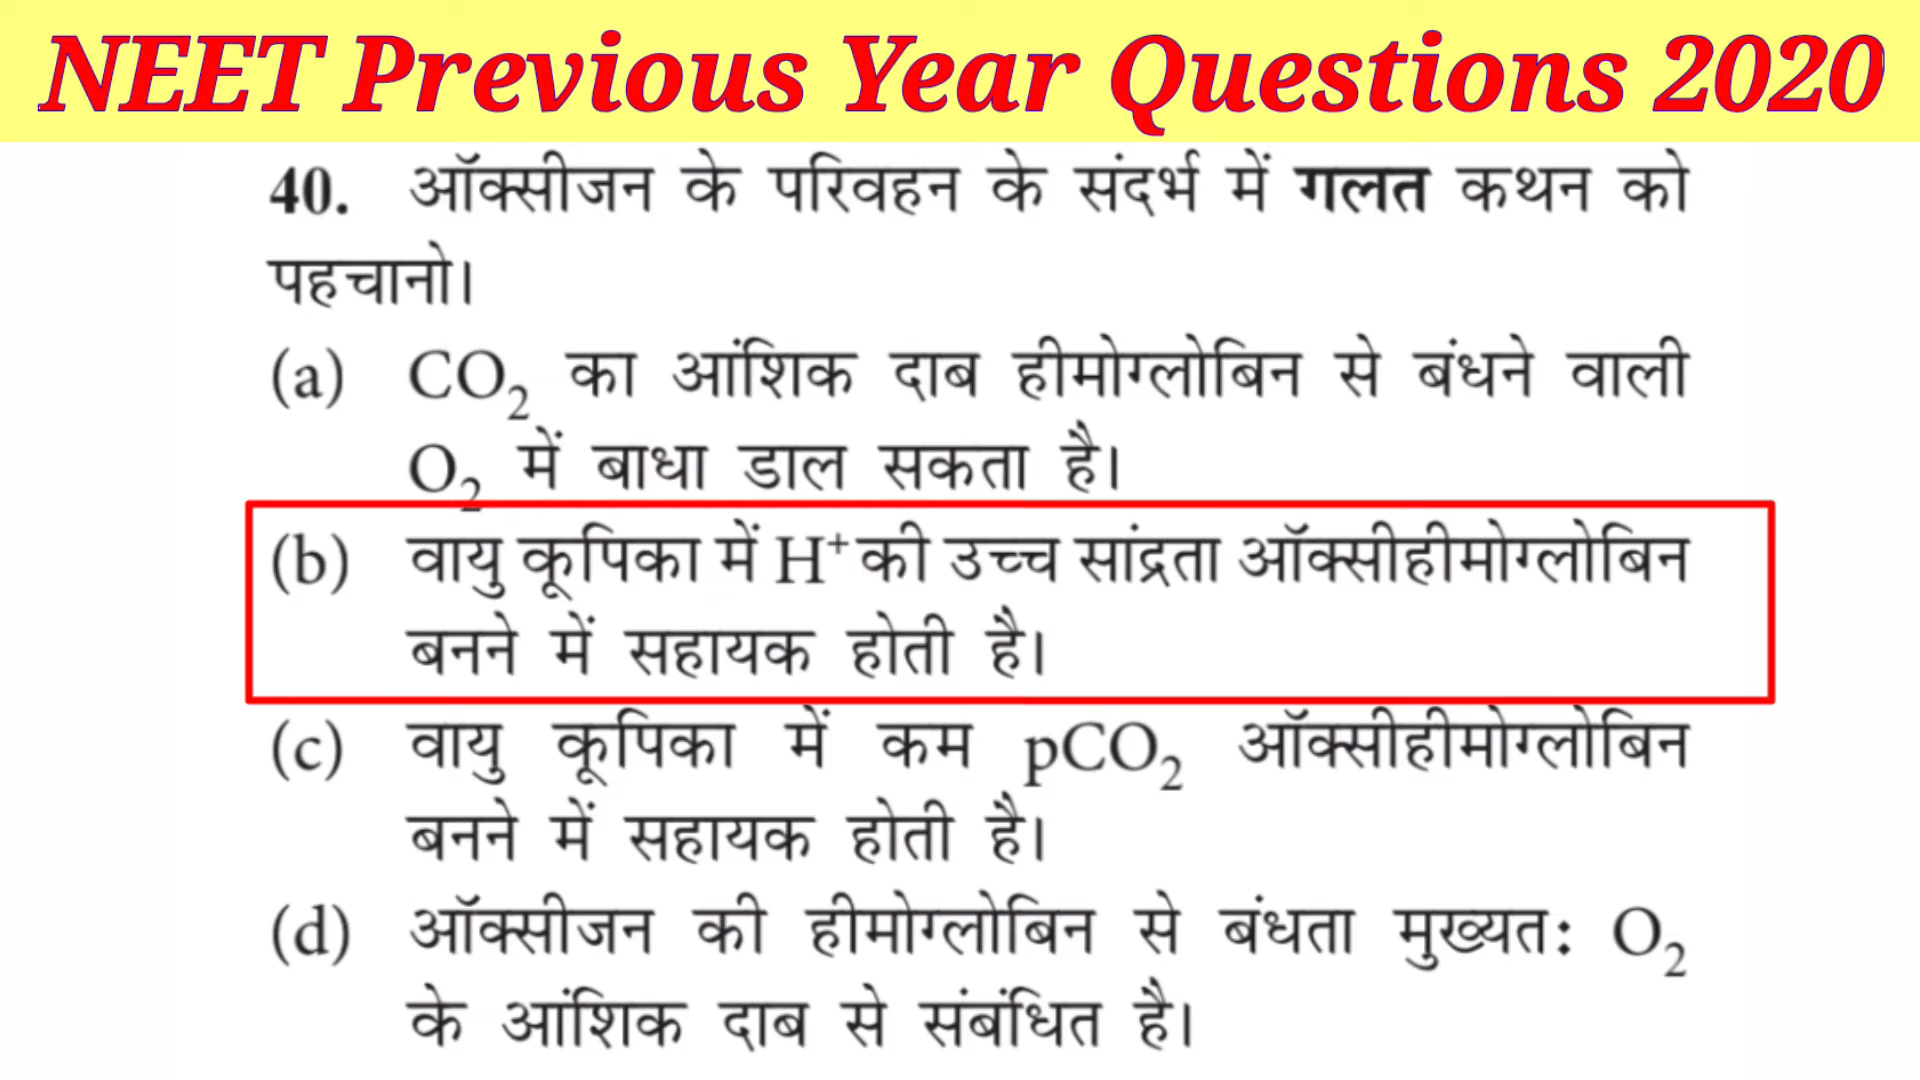 NEET Previous Year Questions 2020
40. ऑक्सीजन के परिवहन के संदर्भ में गलत कथन को
पहचानो।
(a) CO₂ का आंशिक दाब हीमोग्लोबिन से बंधने वाली
O₂ में बाधा डाल सकता है।
(b) वायु कूपिका में H⁺ की उच्च सांद्रता ऑक्सीहीमोग्लोबिन
बनने में सहायक होती है।
(c) वायु कूपिका में कम pCO₂ ऑक्सीहीमोग्लोबिन
बनने में सहायक होती है।
(d) ऑक्सीजन की हीमोग्लोबिन से बंधता मुख्यतः O₂
के आंशिक दाब से संबंधित है।